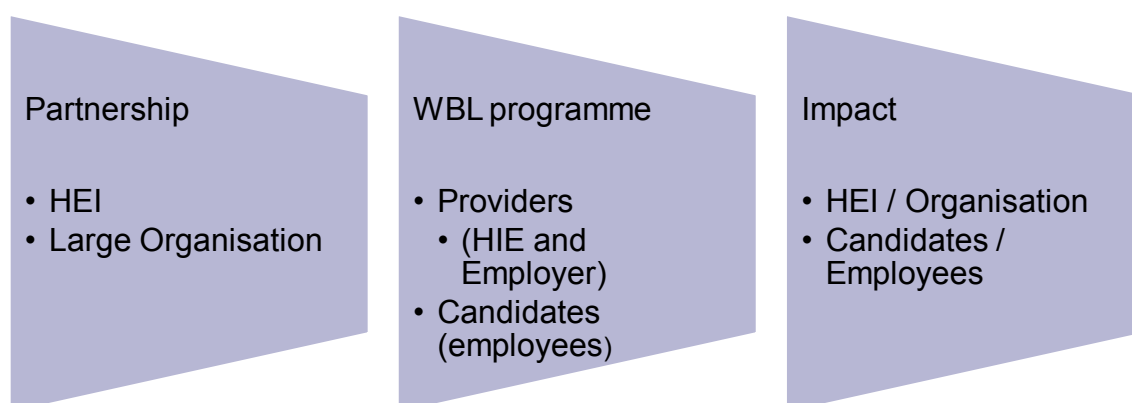 Partnership
• HEI
• Large Organisation
WBL programme
• Providers
• (HIE and
Employer)
• Candidates
(employees)
Impact
• HEI / Organisation
• Candidates /
Employees